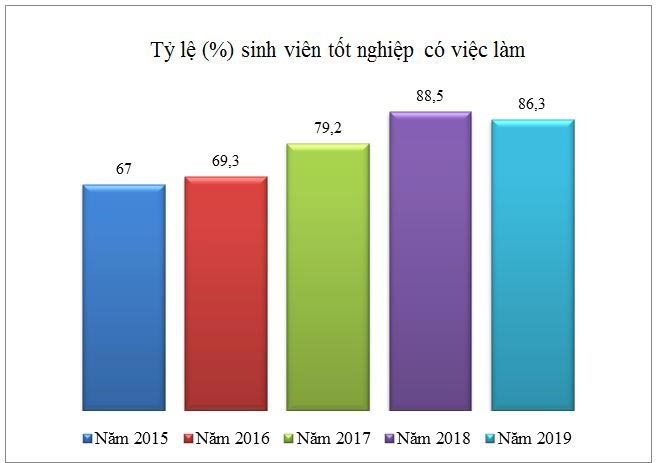 Tỷ lệ (%) sinh viên tốt nghiệp có việc làm
67
69,3
79,2
88,5
86,3
Năm 2015 Năm 2016 Năm 2017 Năm 2018 Năm 2019